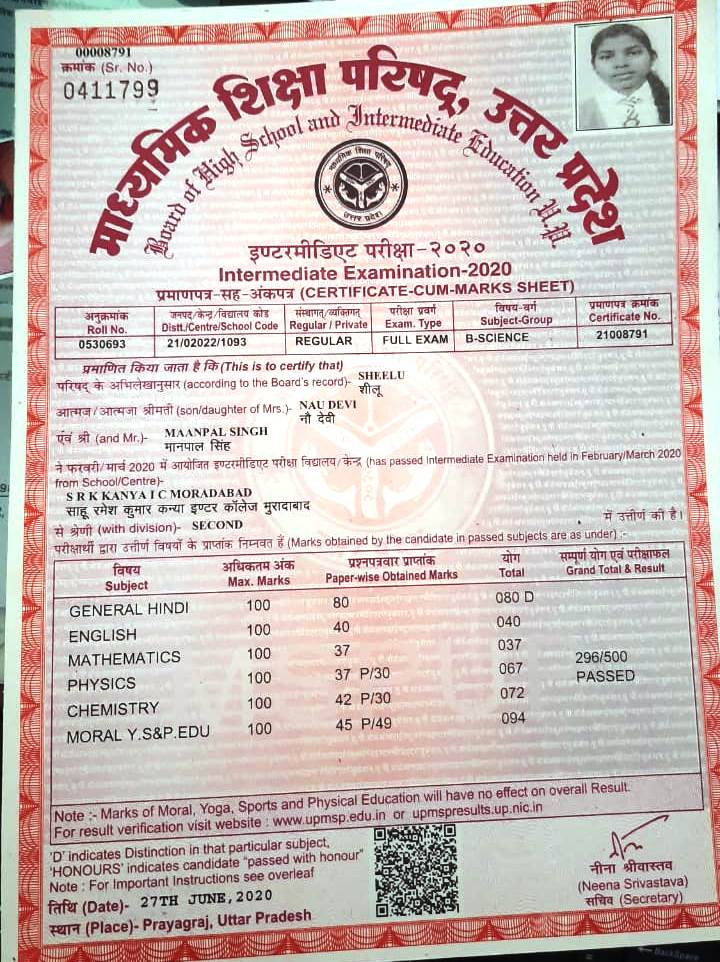 00008791
क्रमांक (Sr. No.)
0411799
माध्यमिक शिक्षा परिषद्, उत्तर प्रदेश
Board of High School and Intermediate Education U.P.
माध्यमिक शिक्षा परिषद्
उत्तर प्रदेश
इण्टरमीडिएट परीक्षा-२०२०
Intermediate Examination-2020
प्रमाणपत्र-सह-अंकपत्र (CERTIFICATE-CUM-MARKS SHEET)
अनुक्रमांक जनपद/केन्द्र/विद्यालय कोड संस्थागत्/व्यक्तिगत् परीक्षा प्रवर्ग विषय-वर्ग प्रमाणपत्र क्रमांक
Roll No. Distt./Centre/School Code Regular / Private Exam. Type Subject-Group Certificate No.
0530693 21/02022/1093 REGULAR FULL EXAM B-SCIENCE 21008791
प्रमाणित किया जाता है कि (This is to certify that)
परिषद् के अभिलेखानुसार (according to the Board's record)- SHEELU
शीलू
आत्मज/आत्मजा श्रीमती (son/daughter of Mrs.)- NAU DEVI
नौ देवी
एवं श्री (and Mr.)- MAANPAL SINGH
मानपाल सिंह
ने फरवरी/मार्च 2020 में आयोजित इण्टरमीडिएट परीक्षा विद्यालय/केन्द्र (has passed Intermediate Examination held in February/March 2020
from School/Centre)-
S R K KANYA I C MORADABAD
साहू रमेश कुमार कन्या इण्टर कॉलेज मुरादाबाद
से श्रेणी (with division)- SECOND में उत्तीर्ण की है।
परीक्षार्थी द्वारा उत्तीर्ण विषयों के प्राप्तांक निम्नवत हैं (Marks obtained by the candidate in passed subjects are as under) :-
विषय अधिकतम अंक प्रश्नपत्रवार प्राप्तांक योग सम्पूर्ण योग एवं परीक्षाफल
Subject Max. Marks Paper-wise Obtained Marks Total Grand Total & Result
GENERAL HINDI 100 80 080 D
ENGLISH 100 40 040
MATHEMATICS 100 37 037 296/500
PHYSICS 100 37 P/30 067 PASSED
CHEMISTRY 100 42 P/30 072
MORAL Y.S&P.EDU 100 45 P/49 094
Note :- Marks of Moral, Yoga, Sports and Physical Education will have no effect on overall Result.
For result verification visit website : www.upmsp.edu.in or upmspresults.up.nic.in
'D' indicates Distinction in that particular subject,
'HONOURS' indicates candidate "passed with honour"
Note : For Important Instructions see overleaf
तिथि (Date)- 27TH JUNE, 2020
स्थान (Place)- Prayagraj, Uttar Pradesh
नीना श्रीवास्तव
(Neena Srivastava)
सचिव (Secretary)
BackSpace